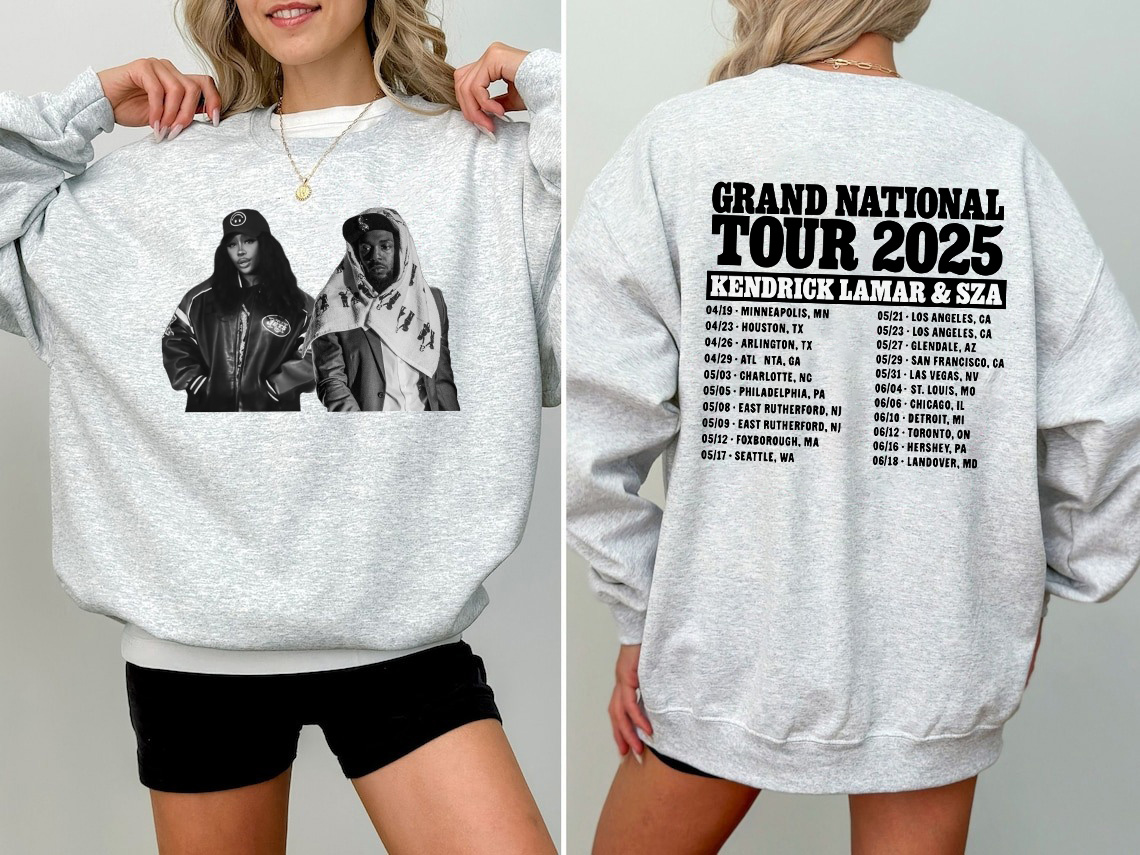 GRAND NATIONAL
TOUR 2025
KENDRICK LAMAR & SZA
04/19 • MINNEAPOLIS, MN
04/23 • HOUSTON, TX
04/26 • ARLINGTON, TX
04/29 • ATL NTA, GA
05/03 • CHARLOTTE, NC
05/05 • PHILADELPHIA, PA
05/08 • EAST RUTHERFORD, NJ
05/09 • EAST RUTHERFORD, NJ
05/12 • FOXBOROUGH, MA
05/17 • SEATTLE, WA
05/21 • LOS ANGELES, CA
05/23 • LOS ANGELES, CA
05/27 • GLENDALE, AZ
05/29 • SAN FRANCISCO, CA
05/31 • LAS VEGAS, NV
06/04 • ST. LOUIS, MO
06/06 • CHICAGO, IL
06/10 • DETROIT, MI
06/12 • TORONTO, ON
06/16 • HERSHEY, PA
06/18 • LANDOVER, MD